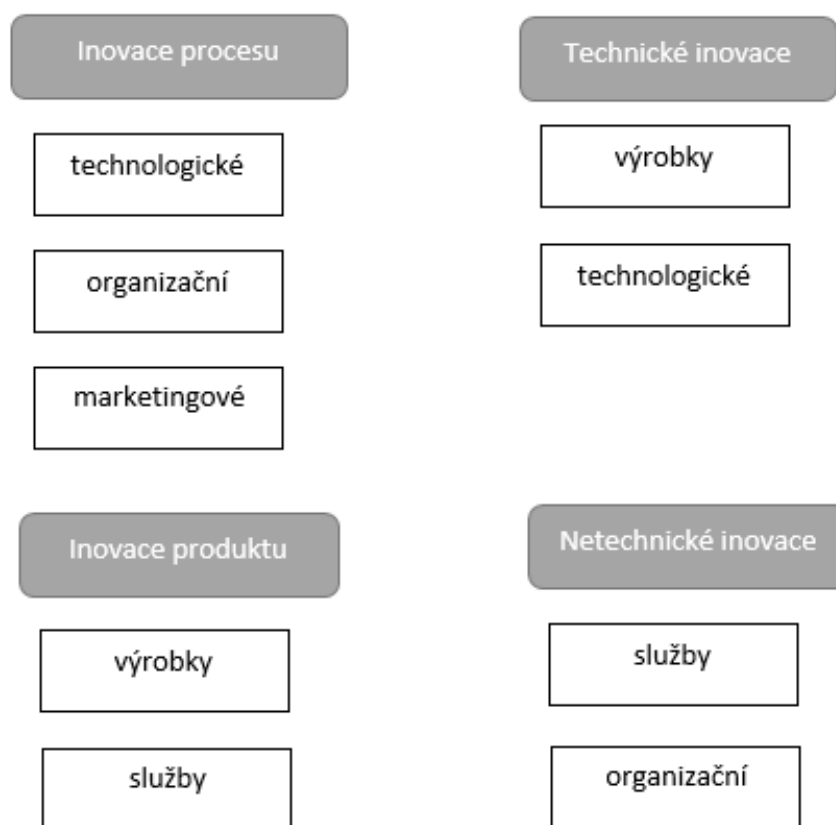 Inovace procesu
technologické
organizační
marketingové
Technické inovace
výrobky
technologické
Inovace produktu
výrobky
služby
Netechnické inovace
služby
organizační